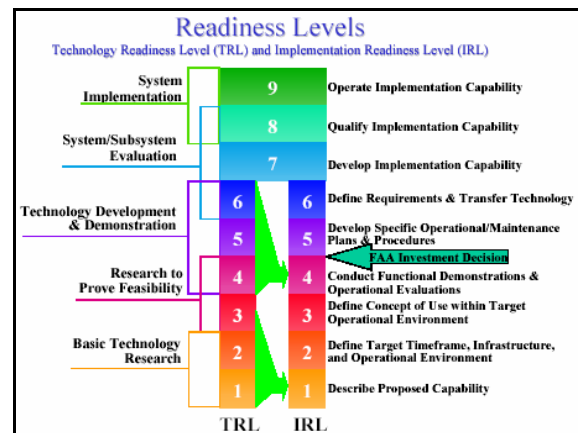 Readiness Levels
Technology Readiness Level (TRL) and Implementation Readiness Level (IRL)
System
Implementation
9
Operate Implementation Capability
8
Qualify Implementation Capability
System/Subsystem
Evaluation
7
Develop Implementation Capability
6
6
Define Requirements & Transfer Technology
Technology Development
& Demonstration
5
5
Develop Specific Operational/Maintenance
Plans & Procedures
FAA Investment Decision
Research to
Prove Feasibility
4
4
Conduct Functional Demonstrations &
Operational Evaluations
3
3
Define Concept of Use within Target
Operational Environment
Basic Technology
Research
2
2
Define Target Timeframe, Infrastructure,
and Operational Environment
1
1
Describe Proposed Capability
TRL
IRL